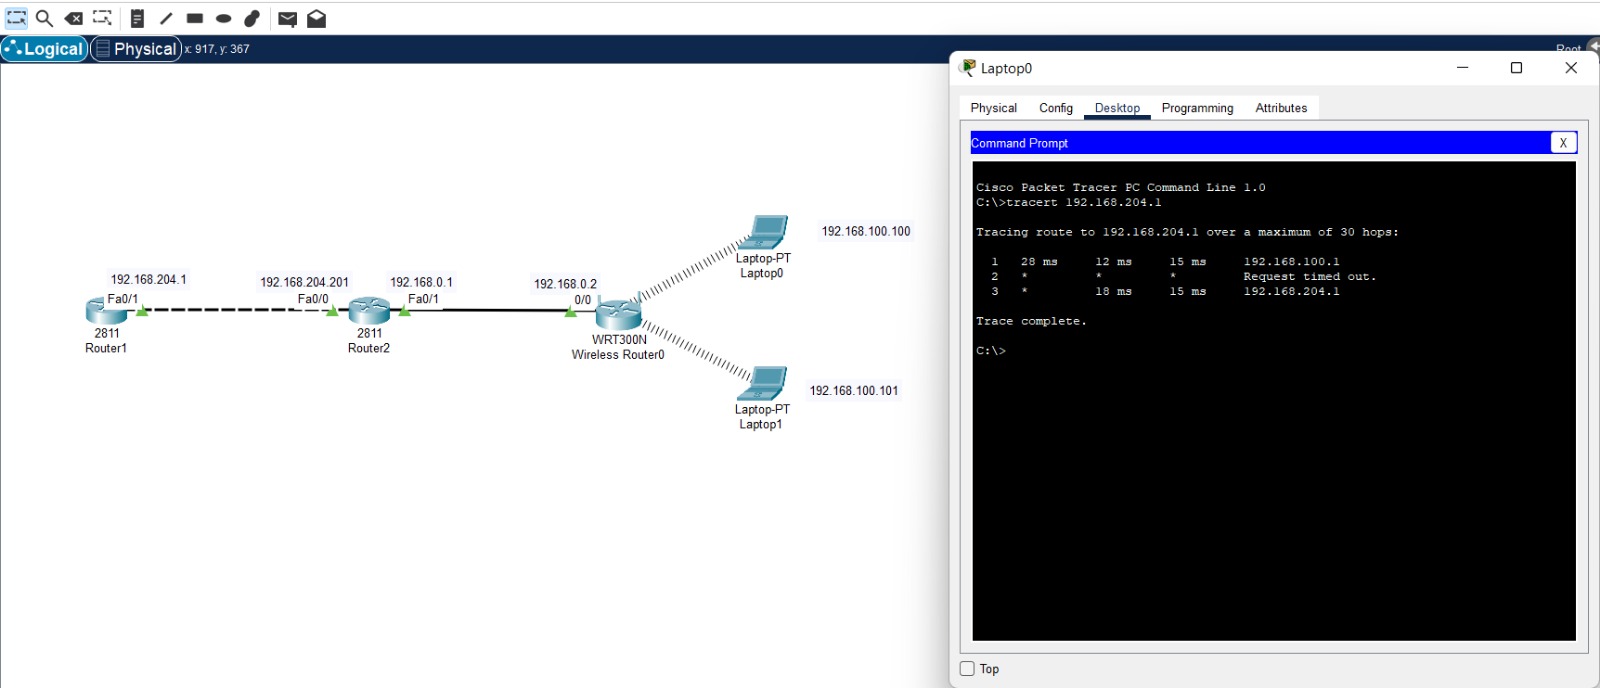 Logical
Physical
x: 917, y: 367
Root
192.168.204.1
Fa0/1
2811
Router1
192.168.204.201
Fa0/0
192.168.0.1
Fa0/1
2811
Router2
192.168.0.2
0/0
WRT300N
Wireless Router0
192.168.100.100
Laptop-PT
Laptop0
192.168.100.101
Laptop-PT
Laptop1
Laptop0
Physical Config Desktop Programming Attributes
Command Prompt
X
Cisco Packet Tracer PC Command Line 1.0
C:\>tracert 192.168.204.1
Tracing route to 192.168.204.1 over a maximum of 30 hops:
1 28 ms 12 ms 15 ms 192.168.100.1
2 * * * Request timed out.
3 * 18 ms 15 ms 192.168.204.1
Trace complete.
C:\>
Top